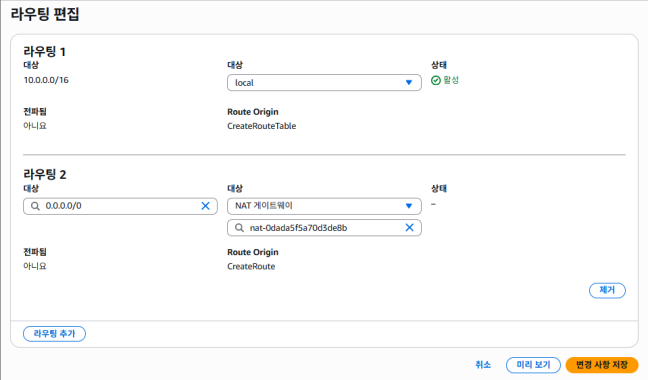 라우팅 편집
라우팅 1
대상 대상 상태
10.0.0.0/16 local 활성
전파됨 Route Origin
아니요 CreateRouteTable
라우팅 2
대상 대상 상태
0.0.0.0/0 NAT 게이트웨이 –
nat-0dada5f5a70d3de8b
전파됨 Route Origin
아니요 CreateRoute
제거
라우팅 추가
취소 미리 보기 변경 사항 저장